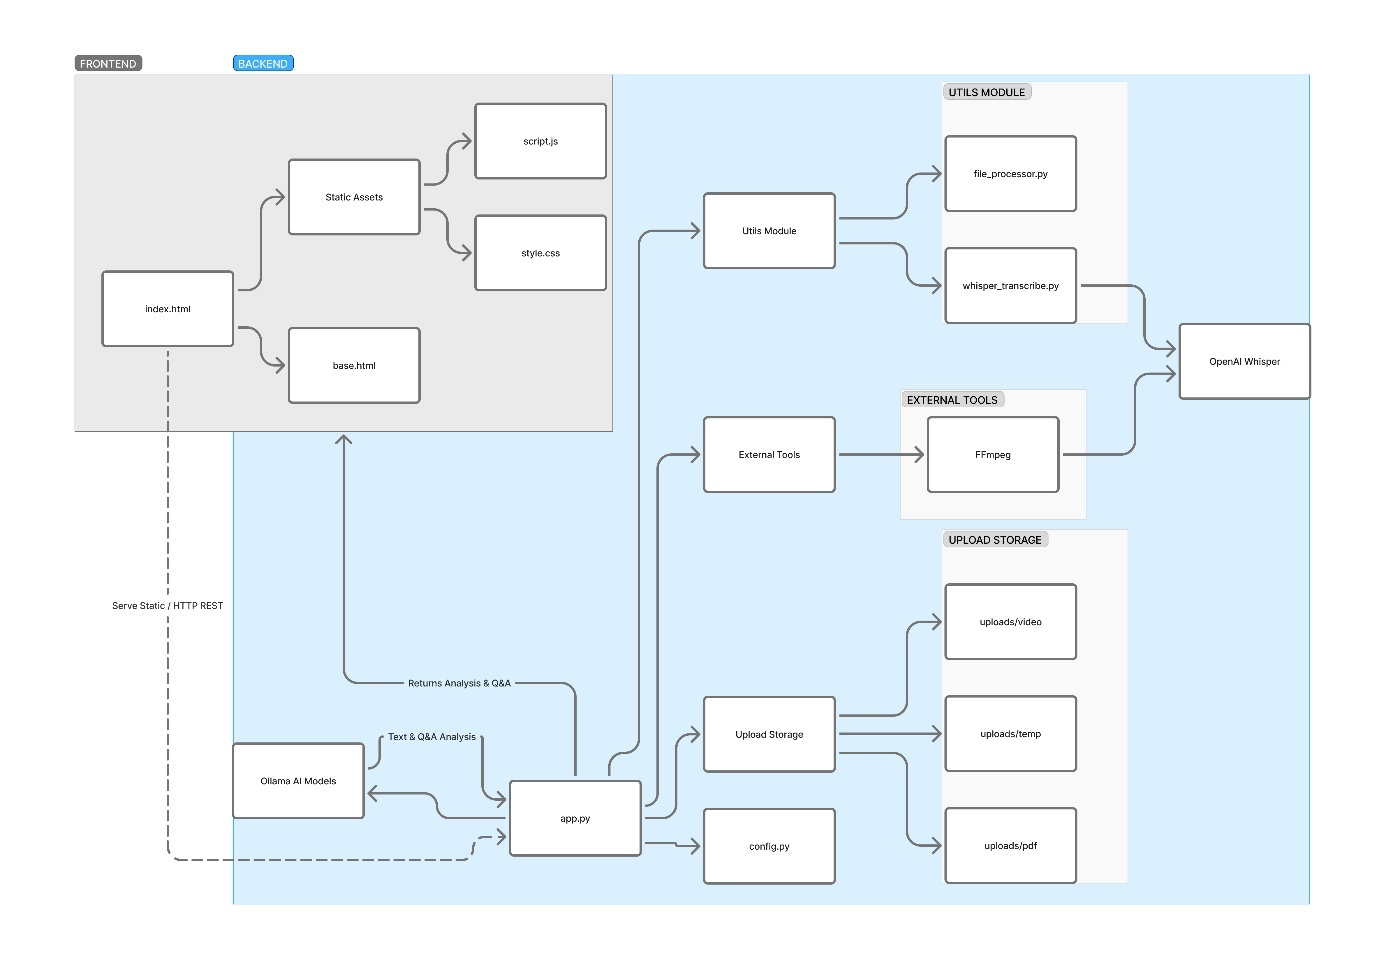 FRONTEND
BACKEND
UTILS MODULE
script.js
file_processor.py
Static Assets
Utils Module
style.css
whisper_transcribe.py
index.html
base.html
OpenAI Whisper
EXTERNAL TOOLS
External Tools
FFmpeg
UPLOAD STORAGE
Serve Static / HTTP REST
uploads/video
Returns Analysis & Q&A
Text & Q&A Analysis
Upload Storage
uploads/temp
Ollama AI Models
app.py
config.py
uploads/pdf